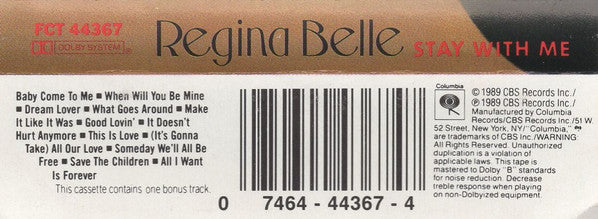 FCT 44367
DOLBY SYSTEM
Regina Belle
STAY WITH ME
Baby Come To Me ■ When Will You Be Mine
■ Dream Lover ■ What Goes Around ■ Make
It Like It Was ■ Good Lovin' ■ It Doesn't
Hurt Anymore ■ This Is Love ■ (It's Gonna
Take) All Our Love ■ Someday We'll All Be
Free ■ Save The Children ■ All I Want
Is Forever
This cassette contains one bonus track.
0 7464-44367-4
Columbia
© 1989 CBS Records Inc./
Ⓟ 1989 CBS Records Inc./
Manufactured by Columbia
Records/CBS Records Inc./51 W.
52 Street, New York, NY/"Columbia,"
are trademarks of CBS Inc./WARNING:
All Rights Reserved. Unauthorized
duplication is a violation of
applicable laws. This tape is
mastered to Dolby "B" standards
for noise reduction. Decrease
treble response when playing
on non-Dolbyized equipment.